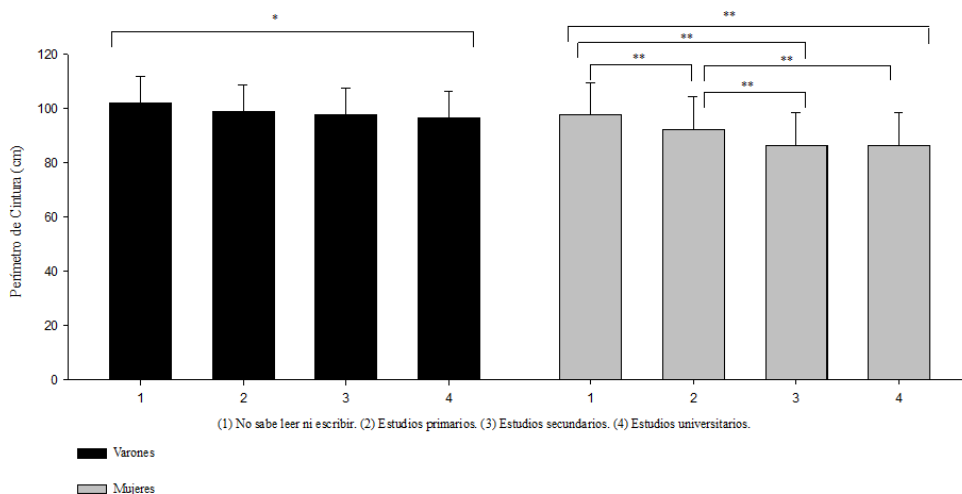 **
*
**
**
**
**
120
100
80
60
40
20
0
Perímetro de Cintura (cm)
1 2 3 4 1 2 3 4
(1) No sabe leer ni escribir. (2) Estudios primarios. (3) Estudios secundarios. (4) Estudios universitarios.
Varones
Mujeres